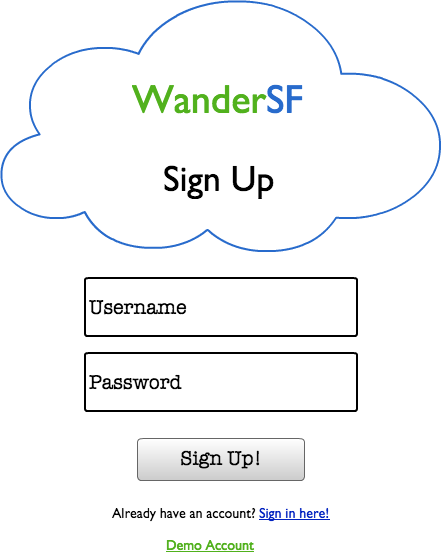 WanderSF
Sign Up
Username
Password
Sign Up!
Already have an account? Sign in here!
Demo Account